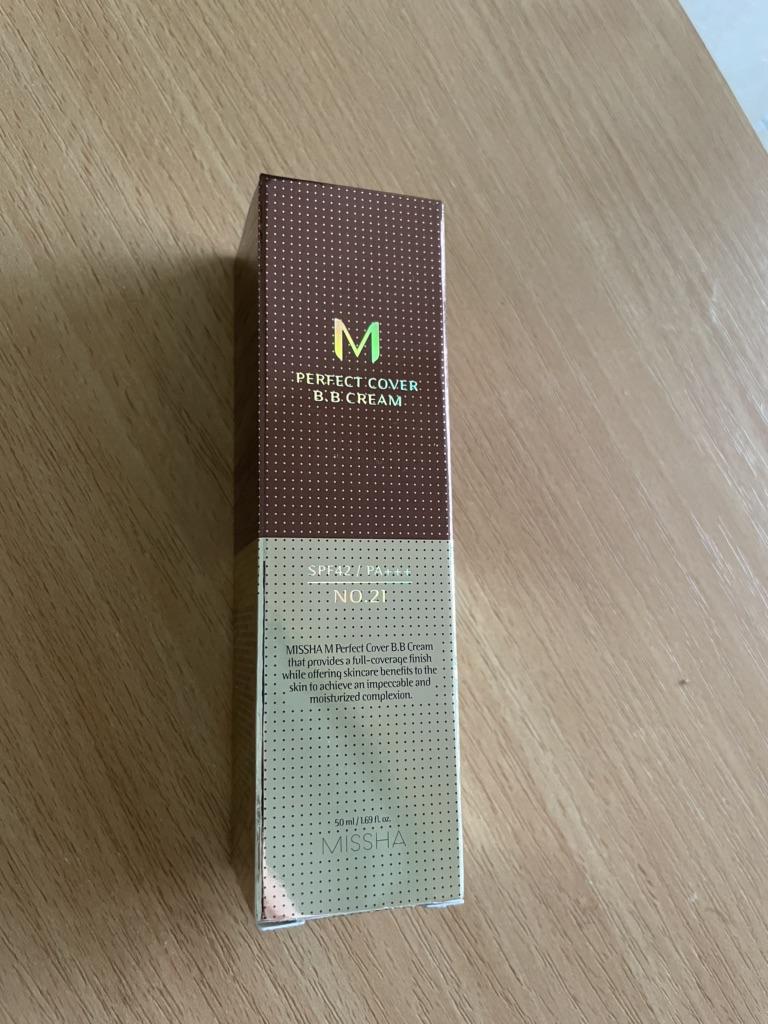 M
PERFECT COVER
B.B CREAM
SPF42 / PA+++
NO.21
MISSHA M Perfect Cover B.B Cream
that provides a full-coverage finish
while offering skincare benefits to the
skin to achieve an impeccable and
moisturized complexion.
50 ml / 1.69 fl. oz.
MISSHA